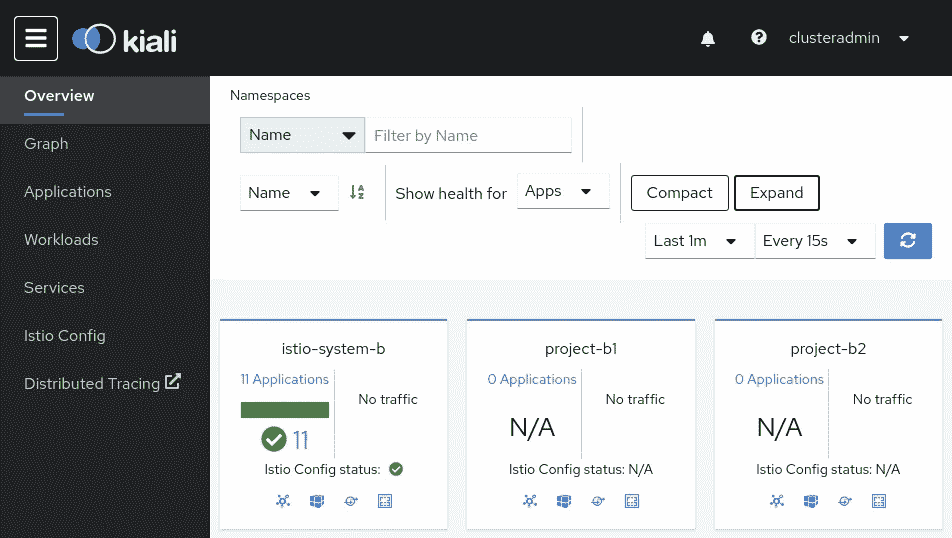 kiali
clusteradmin
Overview
Graph
Applications
Workloads
Services
Istio Config
Distributed Tracing
Namespaces
Name
Filter by Name
Name
Show health for
Apps
Compact
Expand
Last 1m
Every 15s
istio-system-b
11 Applications
No traffic
11
Istio Config status:
project-b1
0 Applications
No traffic
N/A
Istio Config status: N/A
project-b2
0 Applications
No traffic
N/A
Istio Config status: N/A